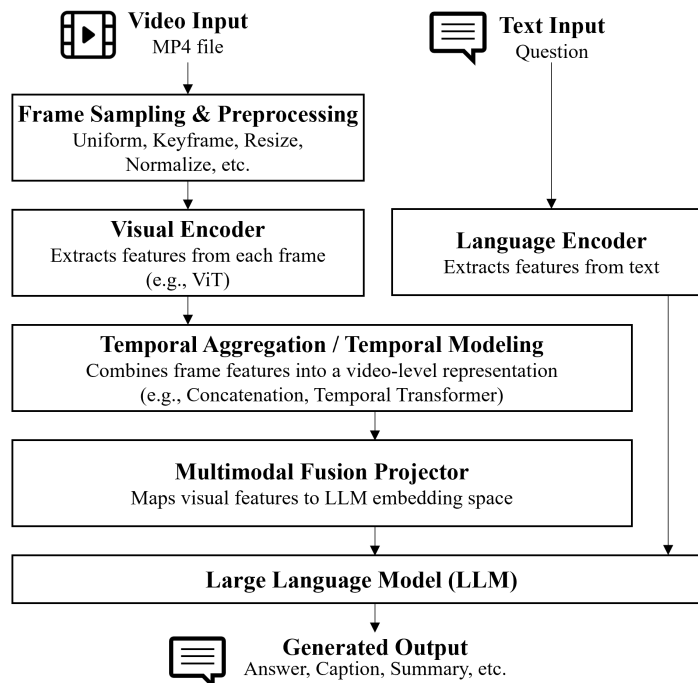 Video Input
MP4 file
Text Input
Question
Frame Sampling & Preprocessing
Uniform, Keyframe, Resize,
Normalize, etc.
Visual Encoder
Extracts features from each frame
(e.g., ViT)
Language Encoder
Extracts features from text
Temporal Aggregation / Temporal Modeling
Combines frame features into a video-level representation
(e.g., Concatenation, Temporal Transformer)
Multimodal Fusion Projector
Maps visual features to LLM embedding space
Large Language Model (LLM)
Generated Output
Answer, Caption, Summary, etc.